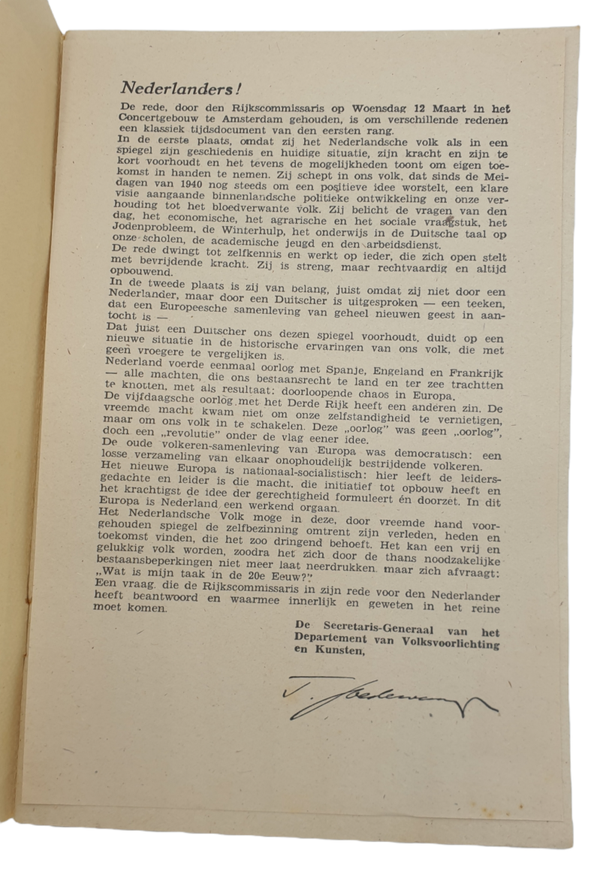 Nederlanders!
De rede, door den Rijkscommissaris op Woensdag 12 Maart in het
Concertgebouw te Amsterdam gehouden, is om verschillende redenen
een klassiek tijdsdocument van den eersten rang.
In de eerste plaats, omdat zij het Nederlandsche volk als in een
spiegel zijn geschiedenis en huidige situatie, zijn kracht en zijn te
kort voorhoudt en het tevens de mogelijkheden toont om eigen toe-
komst in handen te nemen. Zij schept in ons volk, dat sinds de Mei-
dagen van 1940 nog steeds om een positieve idee worstelt, een klare
visie aangaande binnenlandsche politieke ontwikkeling en onze ver-
houding tot het bloedverwante volk. Zij belicht de vragen van den
dag, het economische, het agrarische en het sociale vraagstuk, het
Jodenprobleem, de Winterhulp, het onderwijs in de Duitsche taal op
onze scholen, de academische jeugd en den arbeidsdienst.
De rede dwingt tot zelfkennis en werkt op ieder, die zich open stelt
met bevrijdende kracht. Zij is streng, maar rechtvaardig en altijd
opbouwend.
In de tweede plaats is zij van belang, juist omdat zij niet door een
Nederlander, maar door een Duitscher is uitgesproken — een teeken,
dat een Europeesche samenleving van geheel nieuwen geest in aan-
tocht is —
Dat juist een Duitscher ons dezen spiegel voorhoudt, duidt op een
nieuwe situatie in de historische ervaringen van ons volk, die met
geen vroegere te vergelijken is.
Nederland voerde eenmaal oorlog met Spanje, Engeland en Frankrijk
— alle machten, die ons bestaansrecht te land en ter zee trachtten
te knotten, met als resultaat: doorloopende chaos in Europa.
De vijfdaagsche oorlog met het Derde Rijk heeft een anderen zin. De
vreemde macht kwam niet om onze zelfstandigheid te vernietigen,
maar om ons volk in te schakelen. Deze „oorlog" was geen „oorlog",
doch een „revolutie" onder de vlag eener idee.
De oude volkeren-samenleving van Europa was democratisch: een
losse verzameling van elkaar onophoudelijk bestrijdende volkeren.
Het nieuwe Europa is nationaal-socialistisch: hier leeft de leiders-
gedachte en leider is die macht, die initiatief tot opbouw heeft en
het krachtigst de idee der gerechtigheid formuleert én doorzet. In dit
Europa is Nederland een werkend orgaan.
Het Nederlandsche Volk moge in deze, door vreemde hand voor-
gehouden spiegel de zelfbezinning omtrent zijn verleden, heden en
toekomst vinden, die het zoo dringend behoeft. Het kan een vrij en
gelukkig volk worden, zoodra het zich door de thans noodzakelijke
bestaansbeperkingen niet meer laat neerdrukken. maar zich afvraagt:
„Wat is mijn taak in de 20e Eeuw?"
Een vraag, die de Rijkscommissaris in zijn rede voor den Nederlander
heeft beantwoord en waarmee innerlijk en geweten in het reine
moet komen.
De Secretaris-Generaal van het
Departement van Volksvoorlichting
en Kunsten,